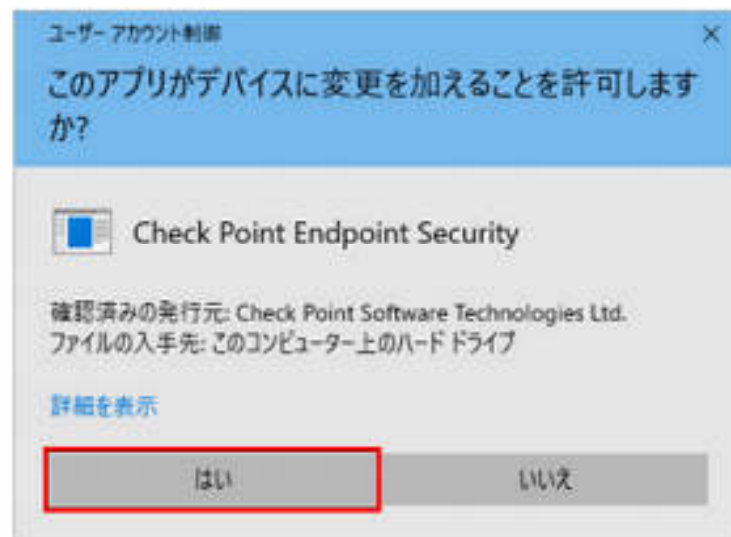 ユーザー アカウント制御
このアプリがデバイスに変更を加えることを許可します
か?
Check Point Endpoint Security
確認済みの発行元: Check Point Software Technologies Ltd.
ファイルの入手先: このコンピューター上のハード ドライブ
詳細を表示
はい いいえ